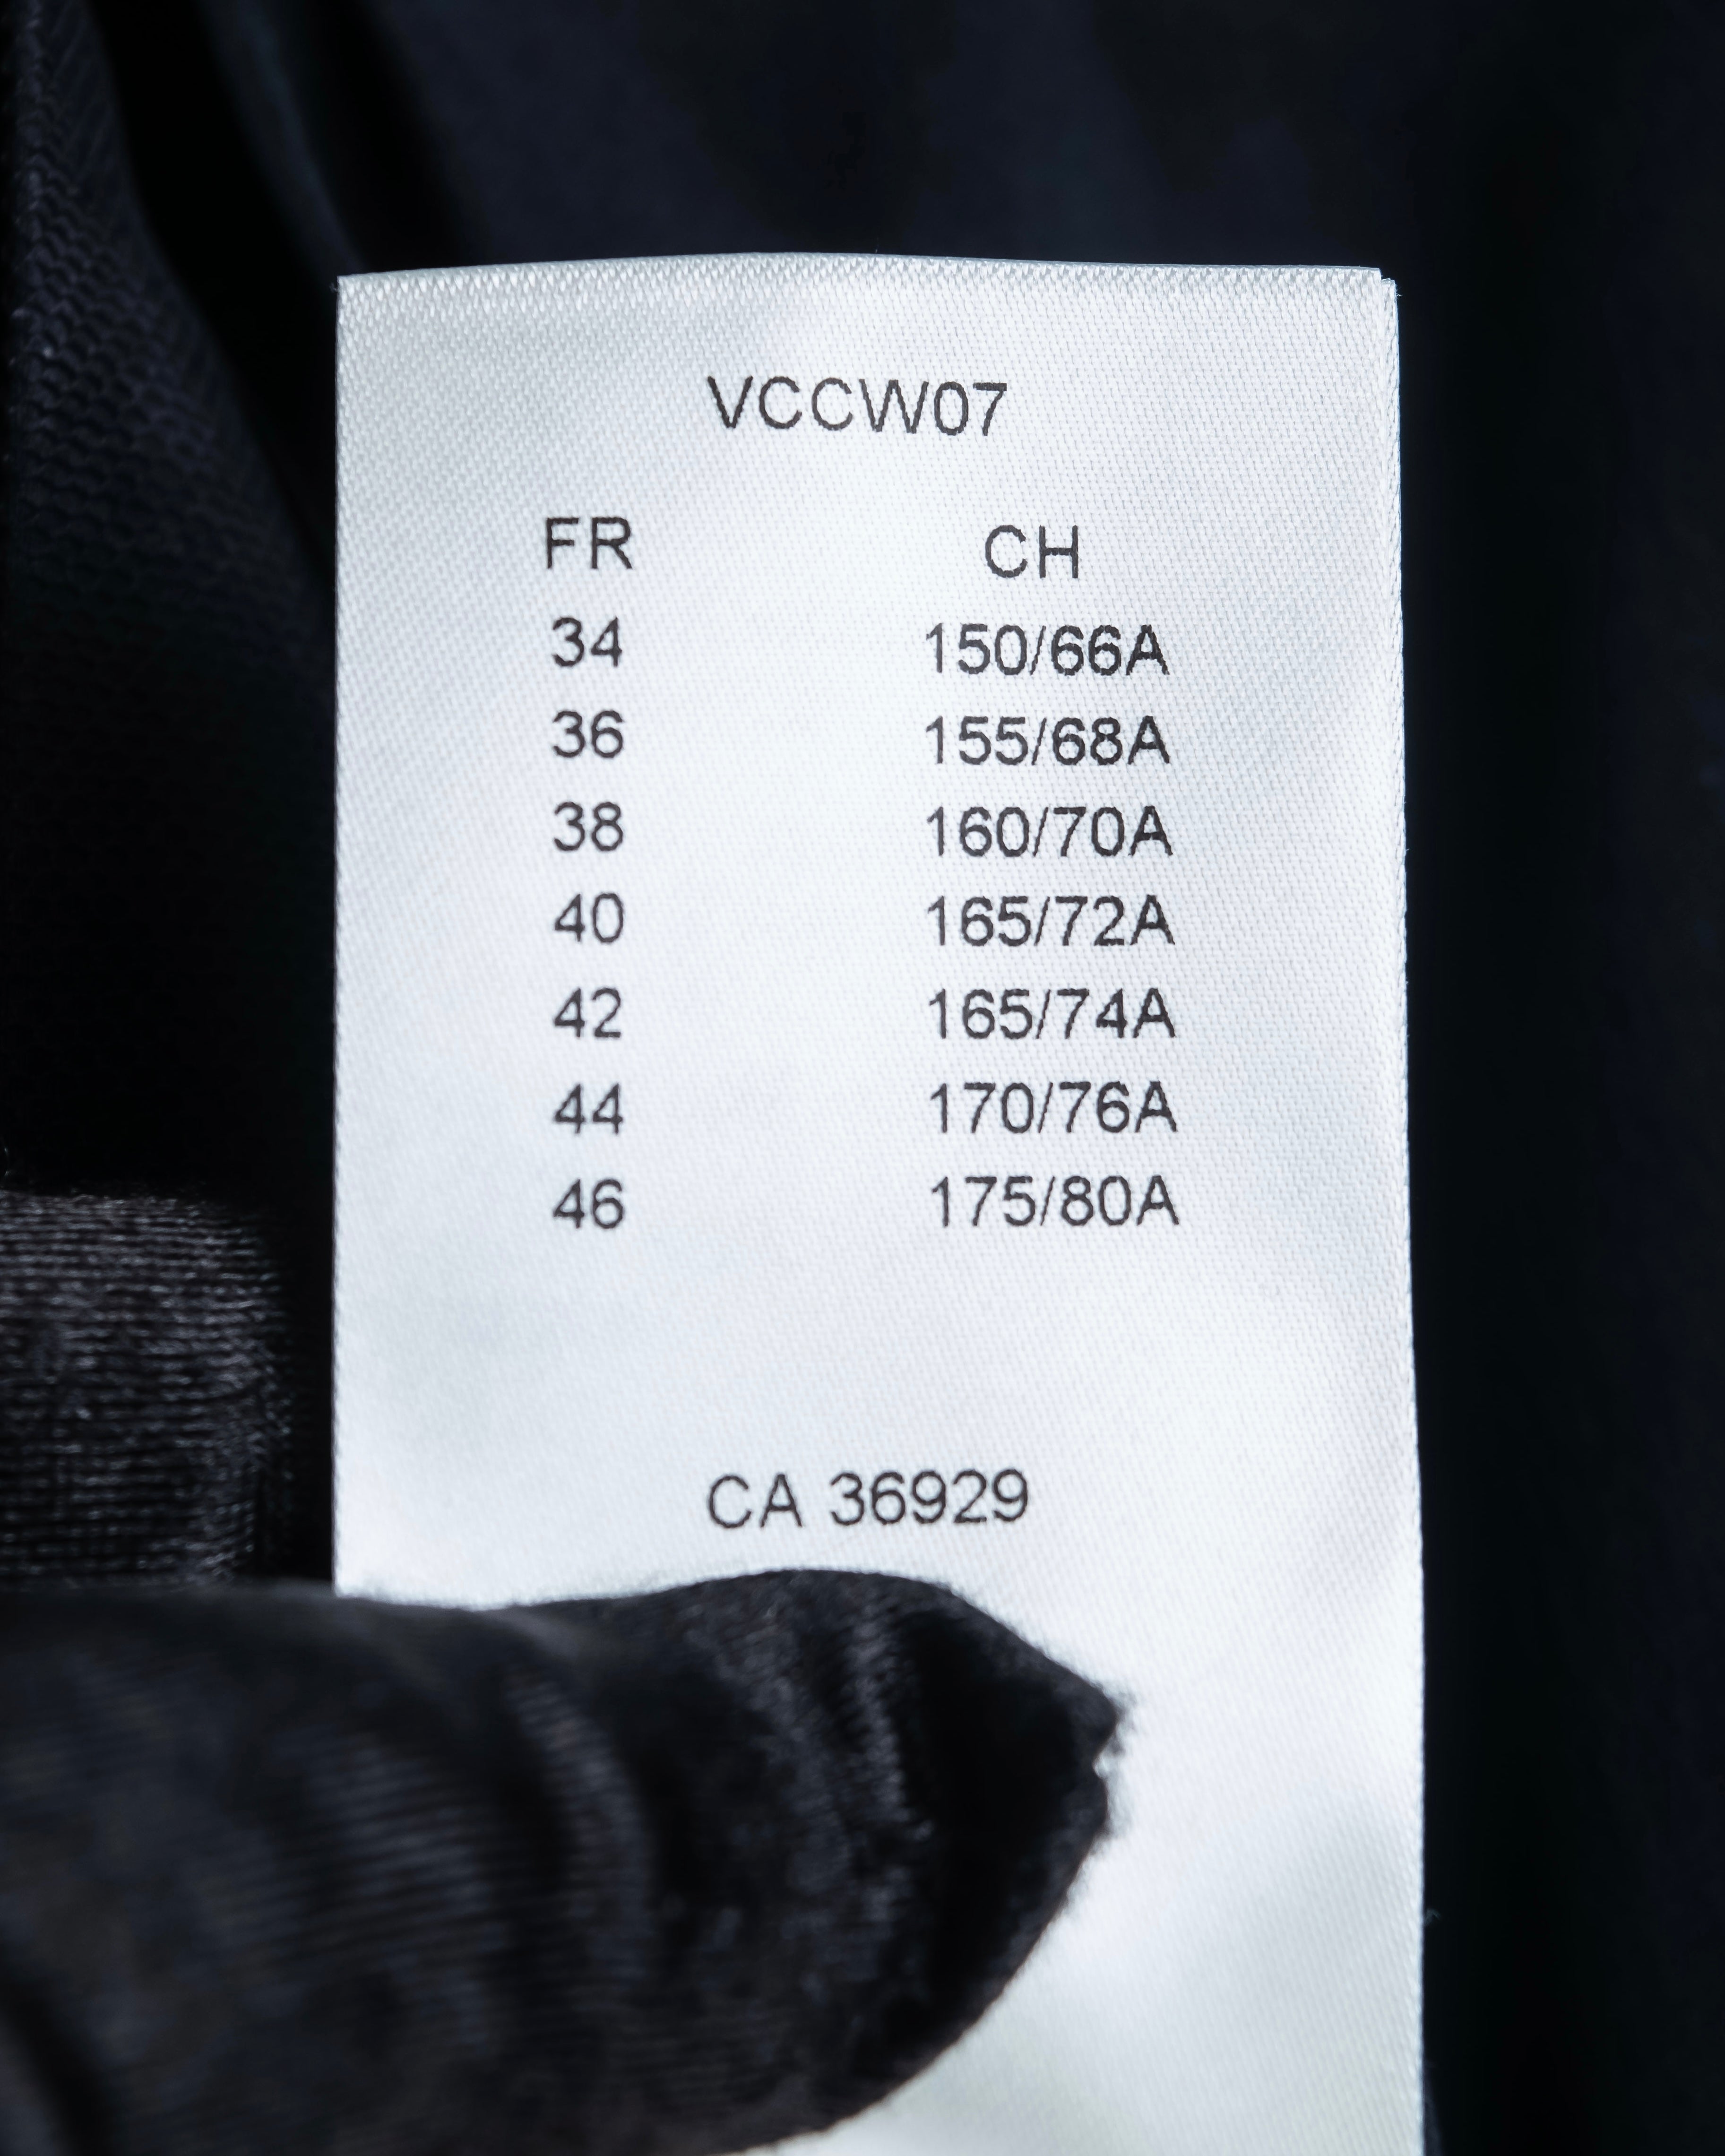 VCCW07
FR CH
34 150/66A
36 155/68A
38 160/70A
40 165/72A
42 165/74A
44 170/76A
46 175/80A
CA 36929